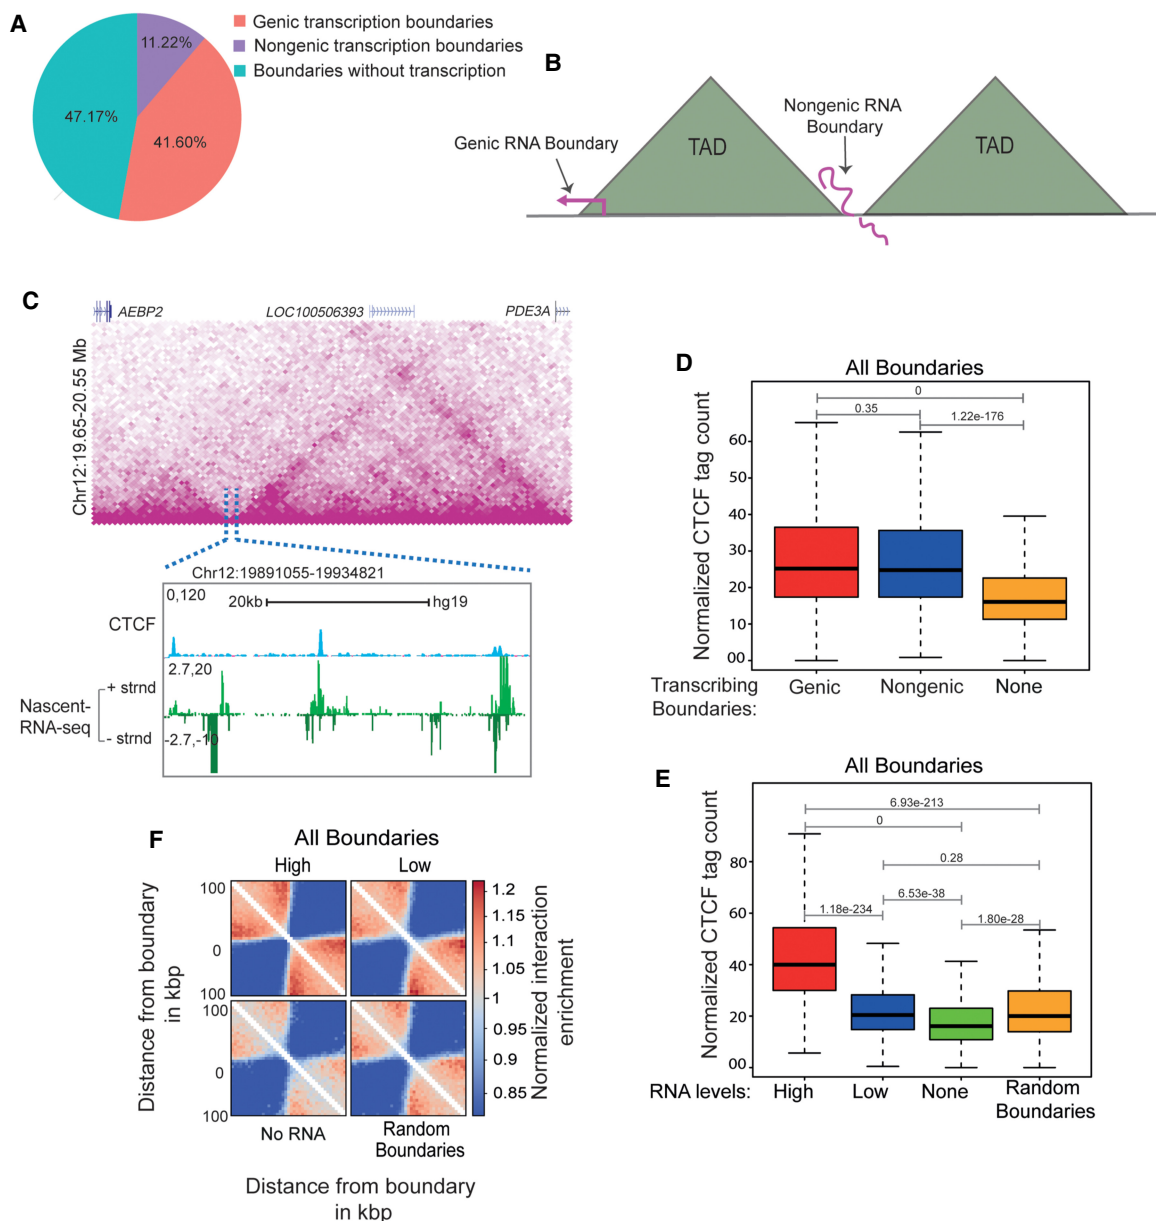 A
11.22%
47.17%
41.60%
Genic transcription boundaries
Nongenic transcription boundaries
Boundaries without transcription
B
Genic RNA Boundary
TAD
Nongenic RNA
Boundary
TAD
C
AEBP2
LOC100506393
PDE3A
Chr12:19.65-20.55 Mb
Chr12:19891055-19934821
0,120
20kb
hg19
CTCF
2.7,20
Nascent-
RNA-seq
+ strnd
- strnd
-2.7,-10
D
All Boundaries
Normalized CTCF tag count
60
50
40
30
20
10
00
0
0.35
1.22e-176
Transcribing
Boundaries:
Genic
Nongenic
None
E
All Boundaries
Normalized CTCF tag count
80
60
40
20
00
6.93e-213
0
0.28
6.53e-38
1.18e-234
1.80e-28
RNA levels:
High
Low
None
Random
Boundaries
F
All Boundaries
High
Low
Distance from boundary
in kbp
100
0
100
100
0
100
1.2
1.15
1.1
1.05
1
0.95
0.9
0.85
Normalized interaction
enrichment
No RNA
Random
Boundaries
Distance from boundary
in kbp